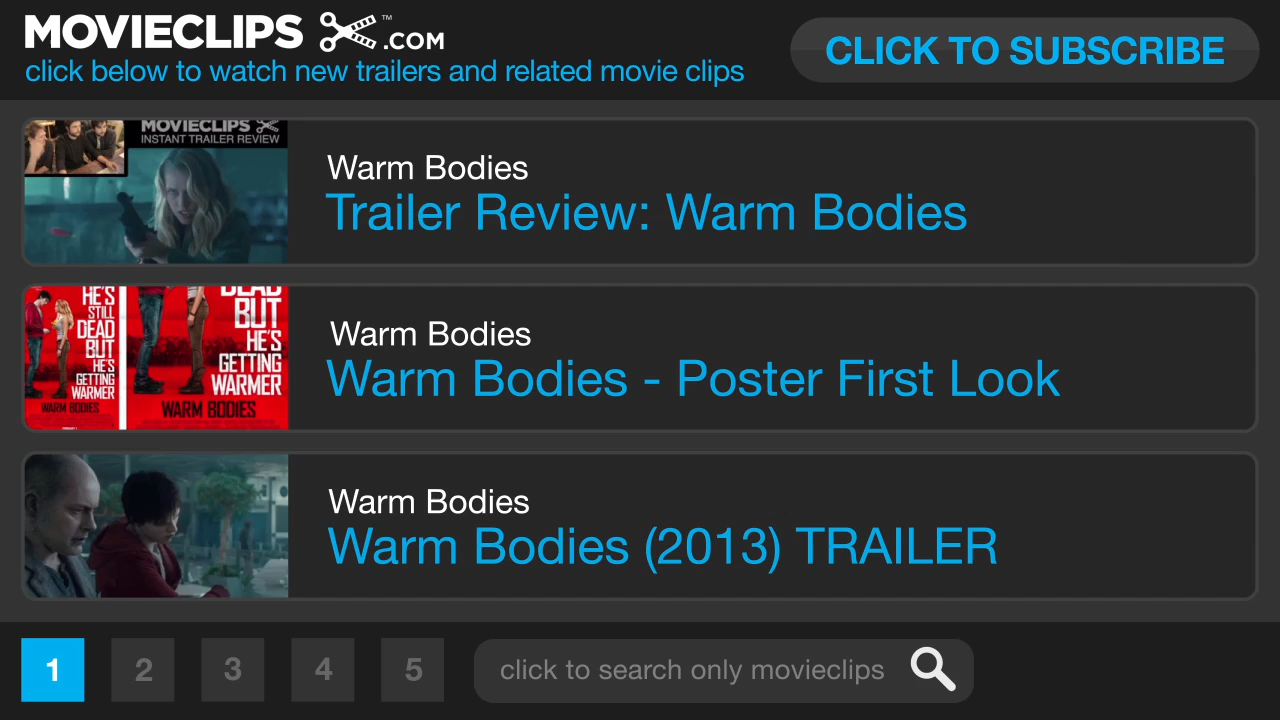 MOVIECLIPS ™ .COM
click below to watch new trailers and related movie clips
CLICK TO SUBSCRIBE
MOVIECLIPS
INSTANT TRAILER REVIEW
Warm Bodies
Trailer Review: Warm Bodies
HE'S
STILL
DEAD
BUT
HE'S
GETTING
WARMER
WARM BODIES
DEAD
BUT
HE'S
GETTING
WARMER
WARM BODIES
Warm Bodies
Warm Bodies - Poster First Look
Warm Bodies
Warm Bodies (2013) TRAILER
1 2 3 4 5
click to search only movieclips